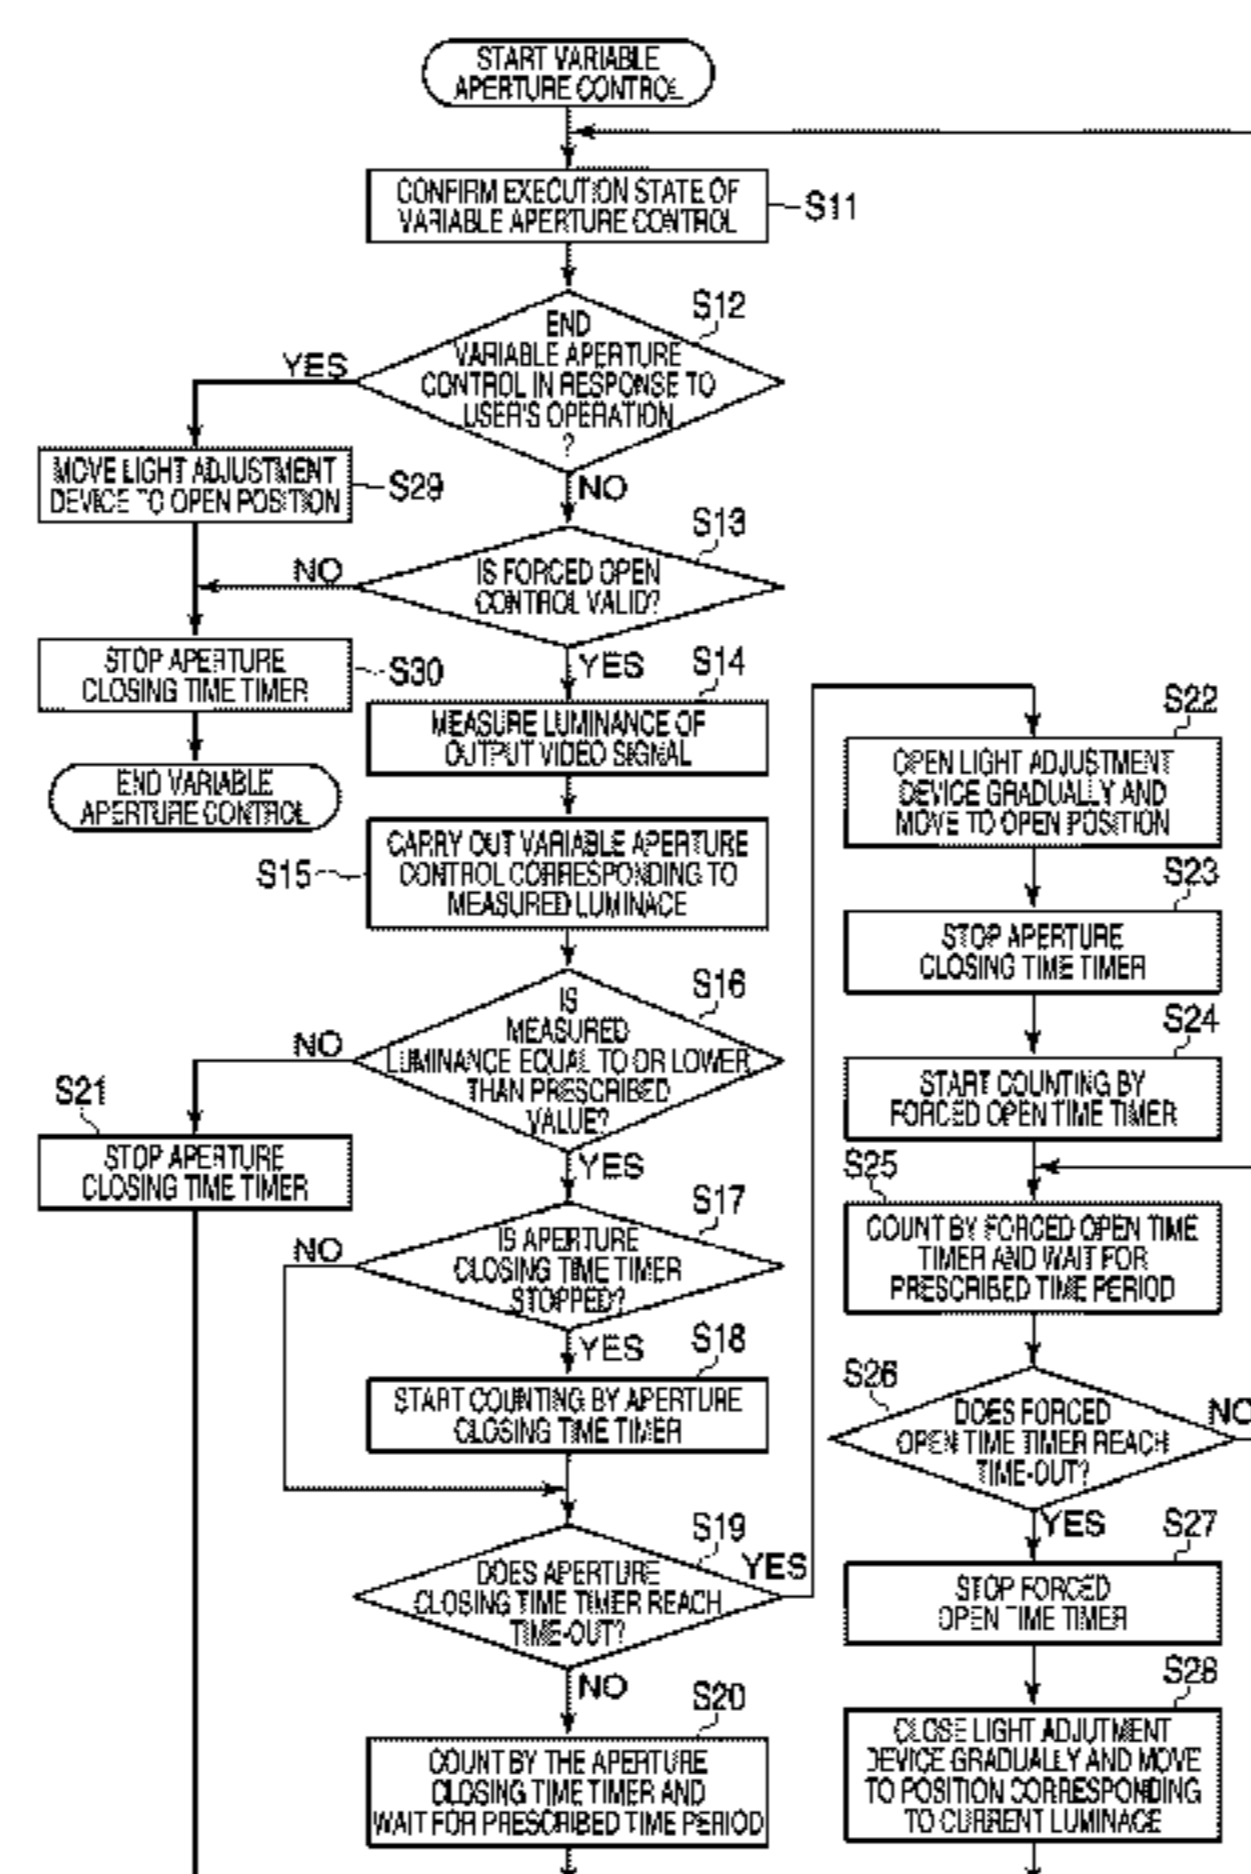 START VARIABLE
APERTURE CONTROL
CONFIRM EXECUTION STATE OF
VARIABLE APERTURE CONTROL
S11
S12
END
VARIABLE APERTURE
CONTROL IN RESPONSE TO
USER'S OPERATION
?
YES
NO
MOVE LIGHT ADJUSTMENT
DEVICE TO OPEN POSITION
S29
S13
IS FORCED OPEN
CONTROL VALID?
NO
YES
STOP APERTURE
CLOSING TIME TIMER
S30
END VARIABLE
APERTURE CONTROL
S14
MEASURE LUMINANCE OF
OUTPUT VIDEO SIGNAL
S15
CARRY OUT VARIABLE APERTURE
CONTROL CORRESPONDING TO
MEASURED LUMINACE
S16
IS
MEASURED
LUMINANCE EQUAL TO OR LOWER
THAN PRESCRIBED
VALUE?
NO
YES
S21
STOP APERTURE
CLOSING TIME TIMER
S17
IS APERTURE
CLOSING TIME TIMER
STOPPED?
NO
YES
S18
START COUNTING BY APERTURE
CLOSING TIME TIMER
S19
DOES APERTURE
CLOSING TIME TIMER REACH
TIME-OUT?
YES
NO
S20
COUNT BY THE APERTURE
CLOSING TIME TIMER AND
WAIT FOR PRESCRIBED TIME PERIOD
S22
OPEN LIGHT ADJUSTMENT
DEVICE GRADUALLY AND
MOVE TO OPEN POSITION
S23
STOP APERTURE
CLOSING TIME TIMER
S24
START COUNTING BY
FORCED OPEN TIME TIMER
S25
COUNT BY FORCED OPEN TIME
TIMER AND WAIT FOR
PRESCRIBED TIME PERIOD
S26
DOES FORCED
OPEN TIME TIMER REACH
TIME-OUT?
NO
YES
S27
STOP FORCED
OPEN TIME TIMER
S28
CLOSE LIGHT ADJUTMENT
DEVICE GRADUALLY AND MOVE
TO POSITION CORRESPONDING
TO CURRENT LUMINACE